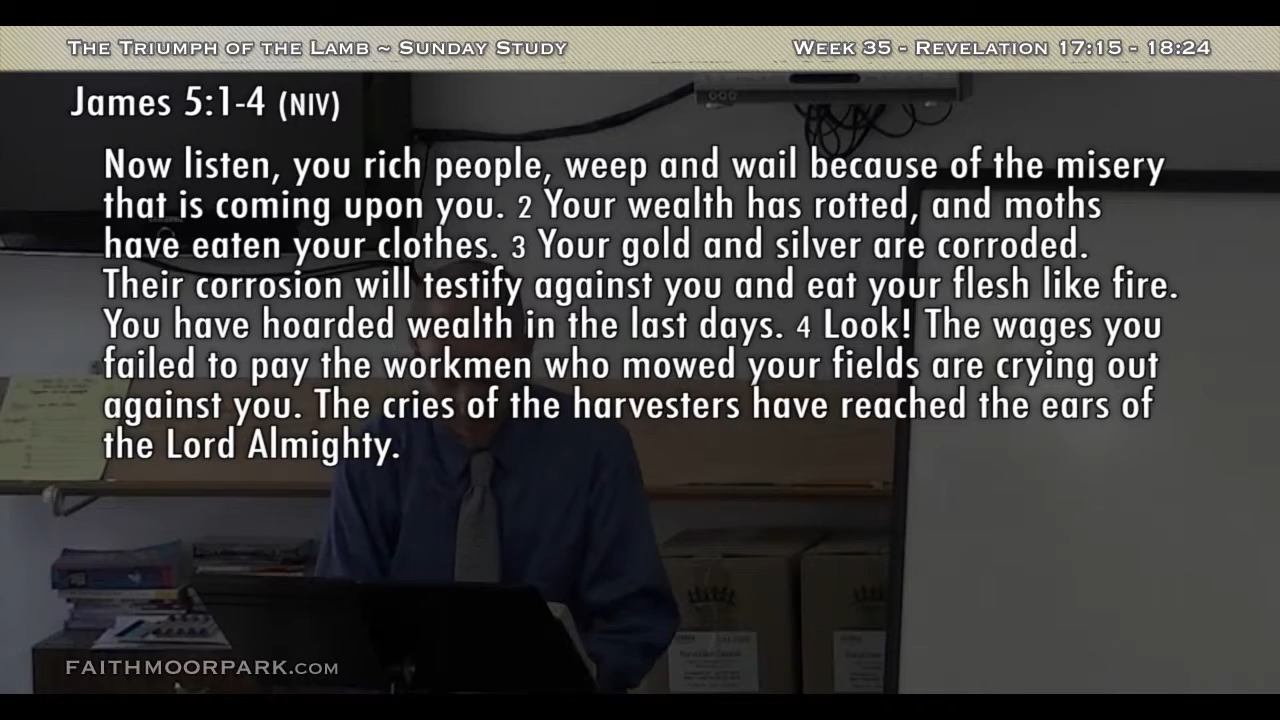 THE TRIUMPH OF THE LAMB ~ SUNDAY STUDY
WEEK 35 - REVELATION 17:15 - 18:24
James 5:1-4 (NIV)
Now listen, you rich people, weep and wail because of the misery
that is coming upon you. 2 Your wealth has rotted, and moths
have eaten your clothes. 3 Your gold and silver are corroded.
Their corrosion will testify against you and eat your flesh like fire.
You have hoarded wealth in the last days. 4 Look! The wages you
failed to pay the workmen who mowed your fields are crying out
against you. The cries of the harvesters have reached the ears of
the Lord Almighty.
FAITHMOORPARK.COM